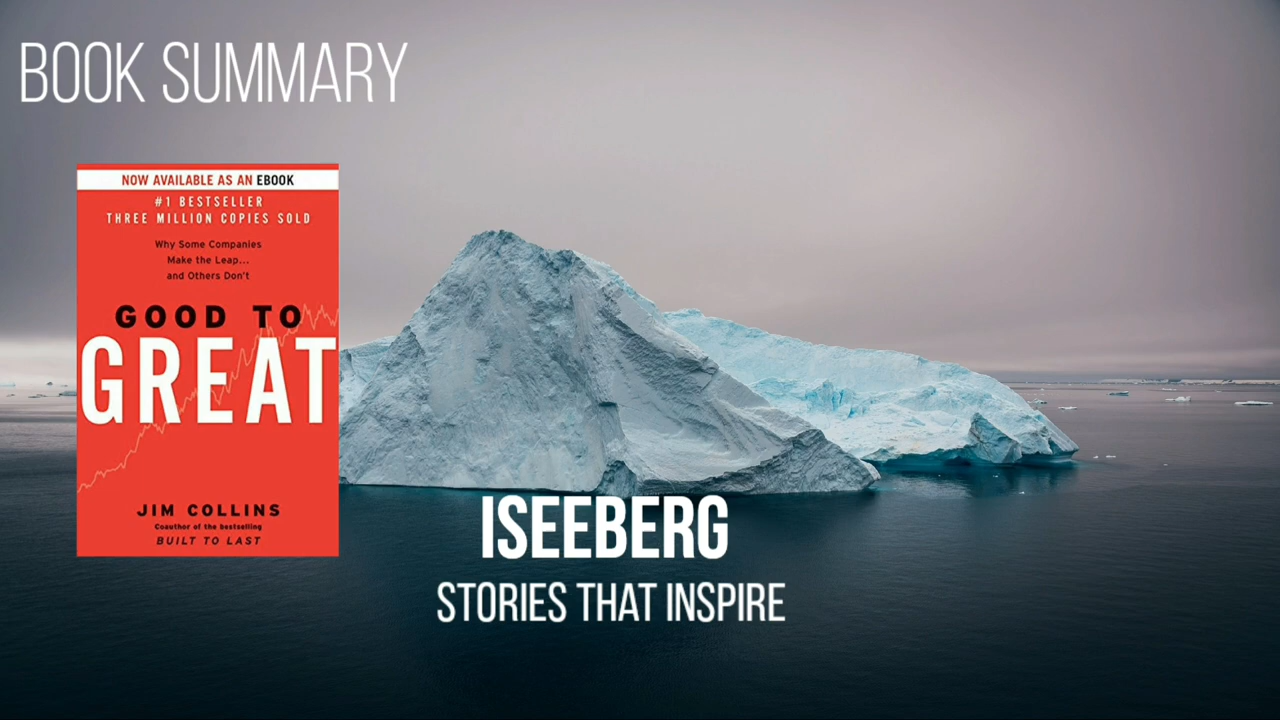 BOOK SUMMARY
NOW AVAILABLE AS AN EBOOK
#1 BESTSELLER
THREE MILLION COPIES SOLD
Why Some Companies
Make the Leap...
and Others Don't
GOOD TO
GREAT
JIM COLLINS
Coauthor of the bestselling
BUILT TO LAST
ISEEBERG
STORIES THAT INSPIRE